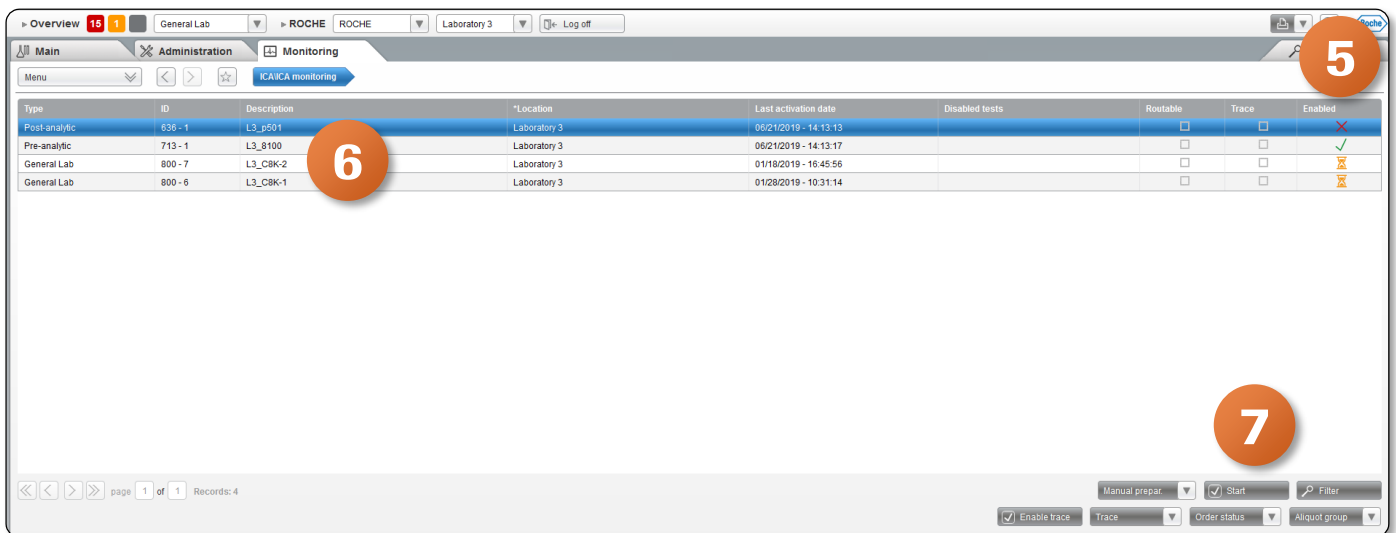 Overview 15 1 General Lab ROCHE ROCHE Laboratory 3 Log off Roche
Main Administration Monitoring 5
Menu ICA\ICA monitoring
Type ID Description *Location Last activation date Disabled tests Routable Trace Enabled
Post-analytic 636 - 1 L3_p501 Laboratory 3 06/21/2019 - 14:13:13
Pre-analytic 713 - 1 L3_8100 Laboratory 3 06/21/2019 - 14:13:17
6
General Lab 800 - 7 L3_C8K-2 Laboratory 3 01/18/2019 - 16:45:56
General Lab 800 - 6 L3_C8K-1 Laboratory 3 01/28/2019 - 10:31:14
7
page 1 of 1 Records: 4 Manual prepar. Start Filter
Enable trace Trace Order status Aliquot group